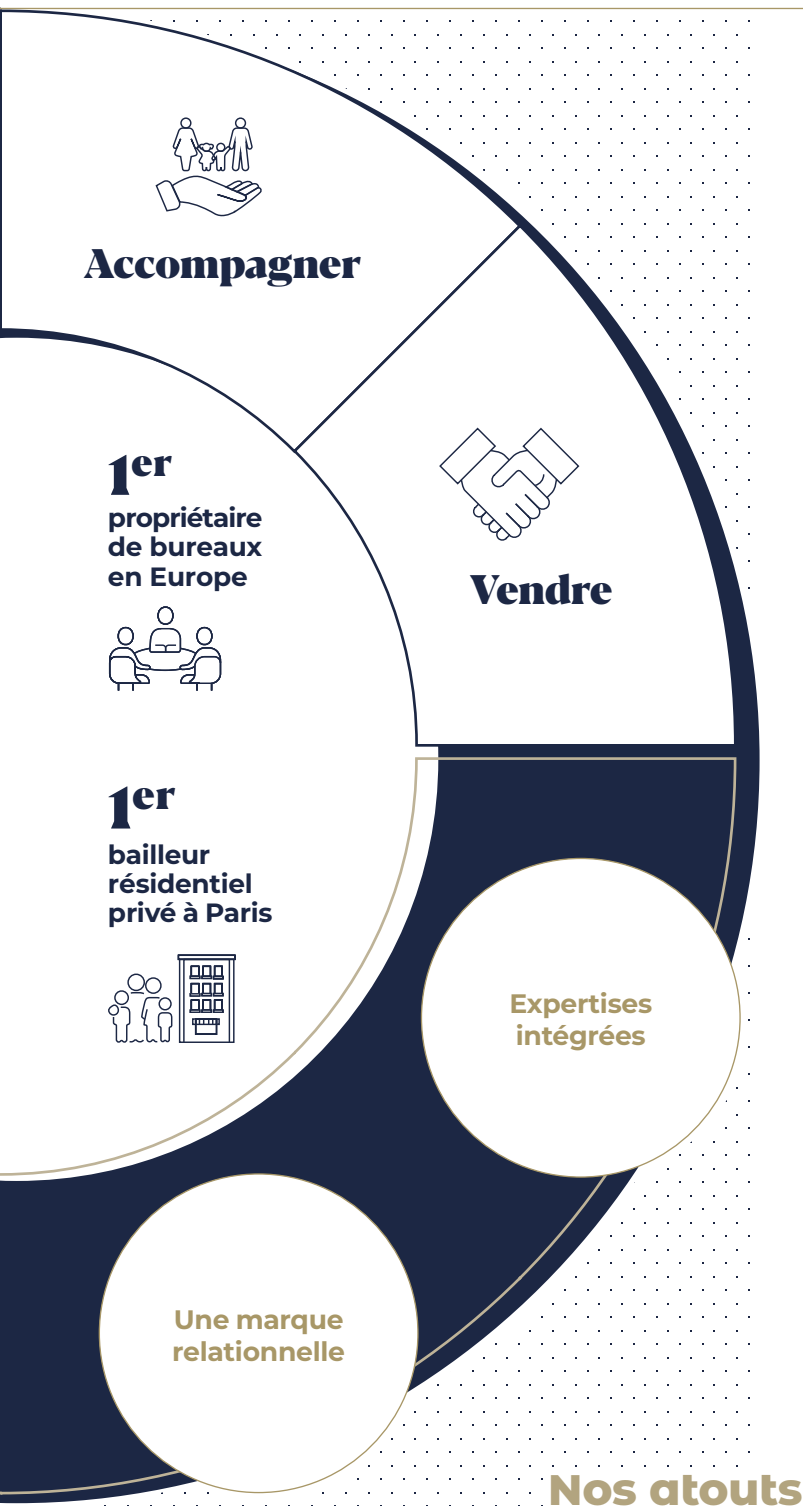 Accompagner
Vendre
1er
propriétaire
de bureaux
en Europe
1er
bailleur
résidentiel
privé à Paris
Expertises
intégrées
Une marque
relationnelle
Nos atouts